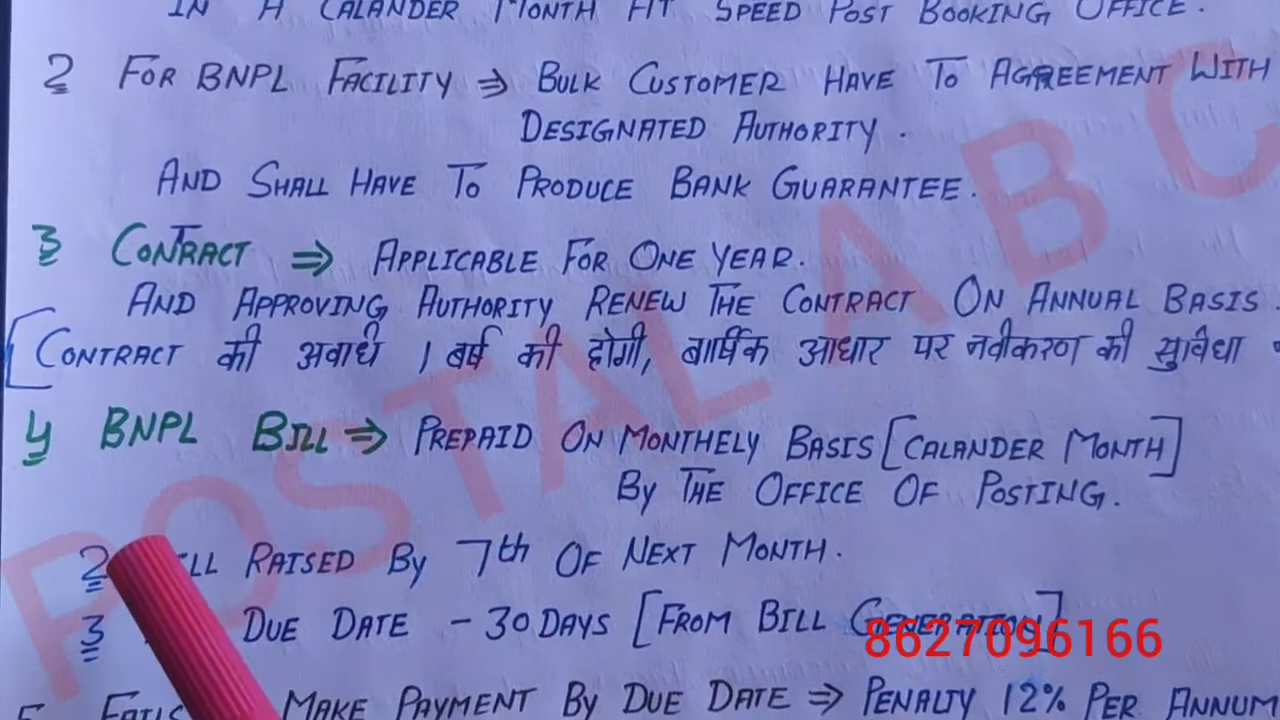 IN A CALANDER MONTH AT SPEED POST BOOKING OFFICE.
2 FOR BNPL FACILITY ⇒ BULK CUSTOMER HAVE TO AGREEMENT WITH
DESIGNATED AUTHORITY.
AND SHALL HAVE TO PRODUCE BANK GUARANTEE.
3 CONTRACT ⇒ APPLICABLE FOR ONE YEAR.
AND APPROVING AUTHORITY RENEW THE CONTRACT ON ANNUAL BASIS
[CONTRACT की अवधि 1 बर्ष की होगी, बार्षिक आधार पर नवीकरण की सुविधा
4 BNPL BILL ⇒ PREPAID ON MONTHELY BASIS [CALANDER MONTH]
BY THE OFFICE OF POSTING.
2 RAISED BY 7th OF NEXT MONTH.
3 DUE DATE - 30 DAYS [FROM BILL GENERATION]
8627096166
5. MAKE PAYMENT BY DUE DATE ⇒ PENALTY 12% PER ANNUM
POSTAL ABC